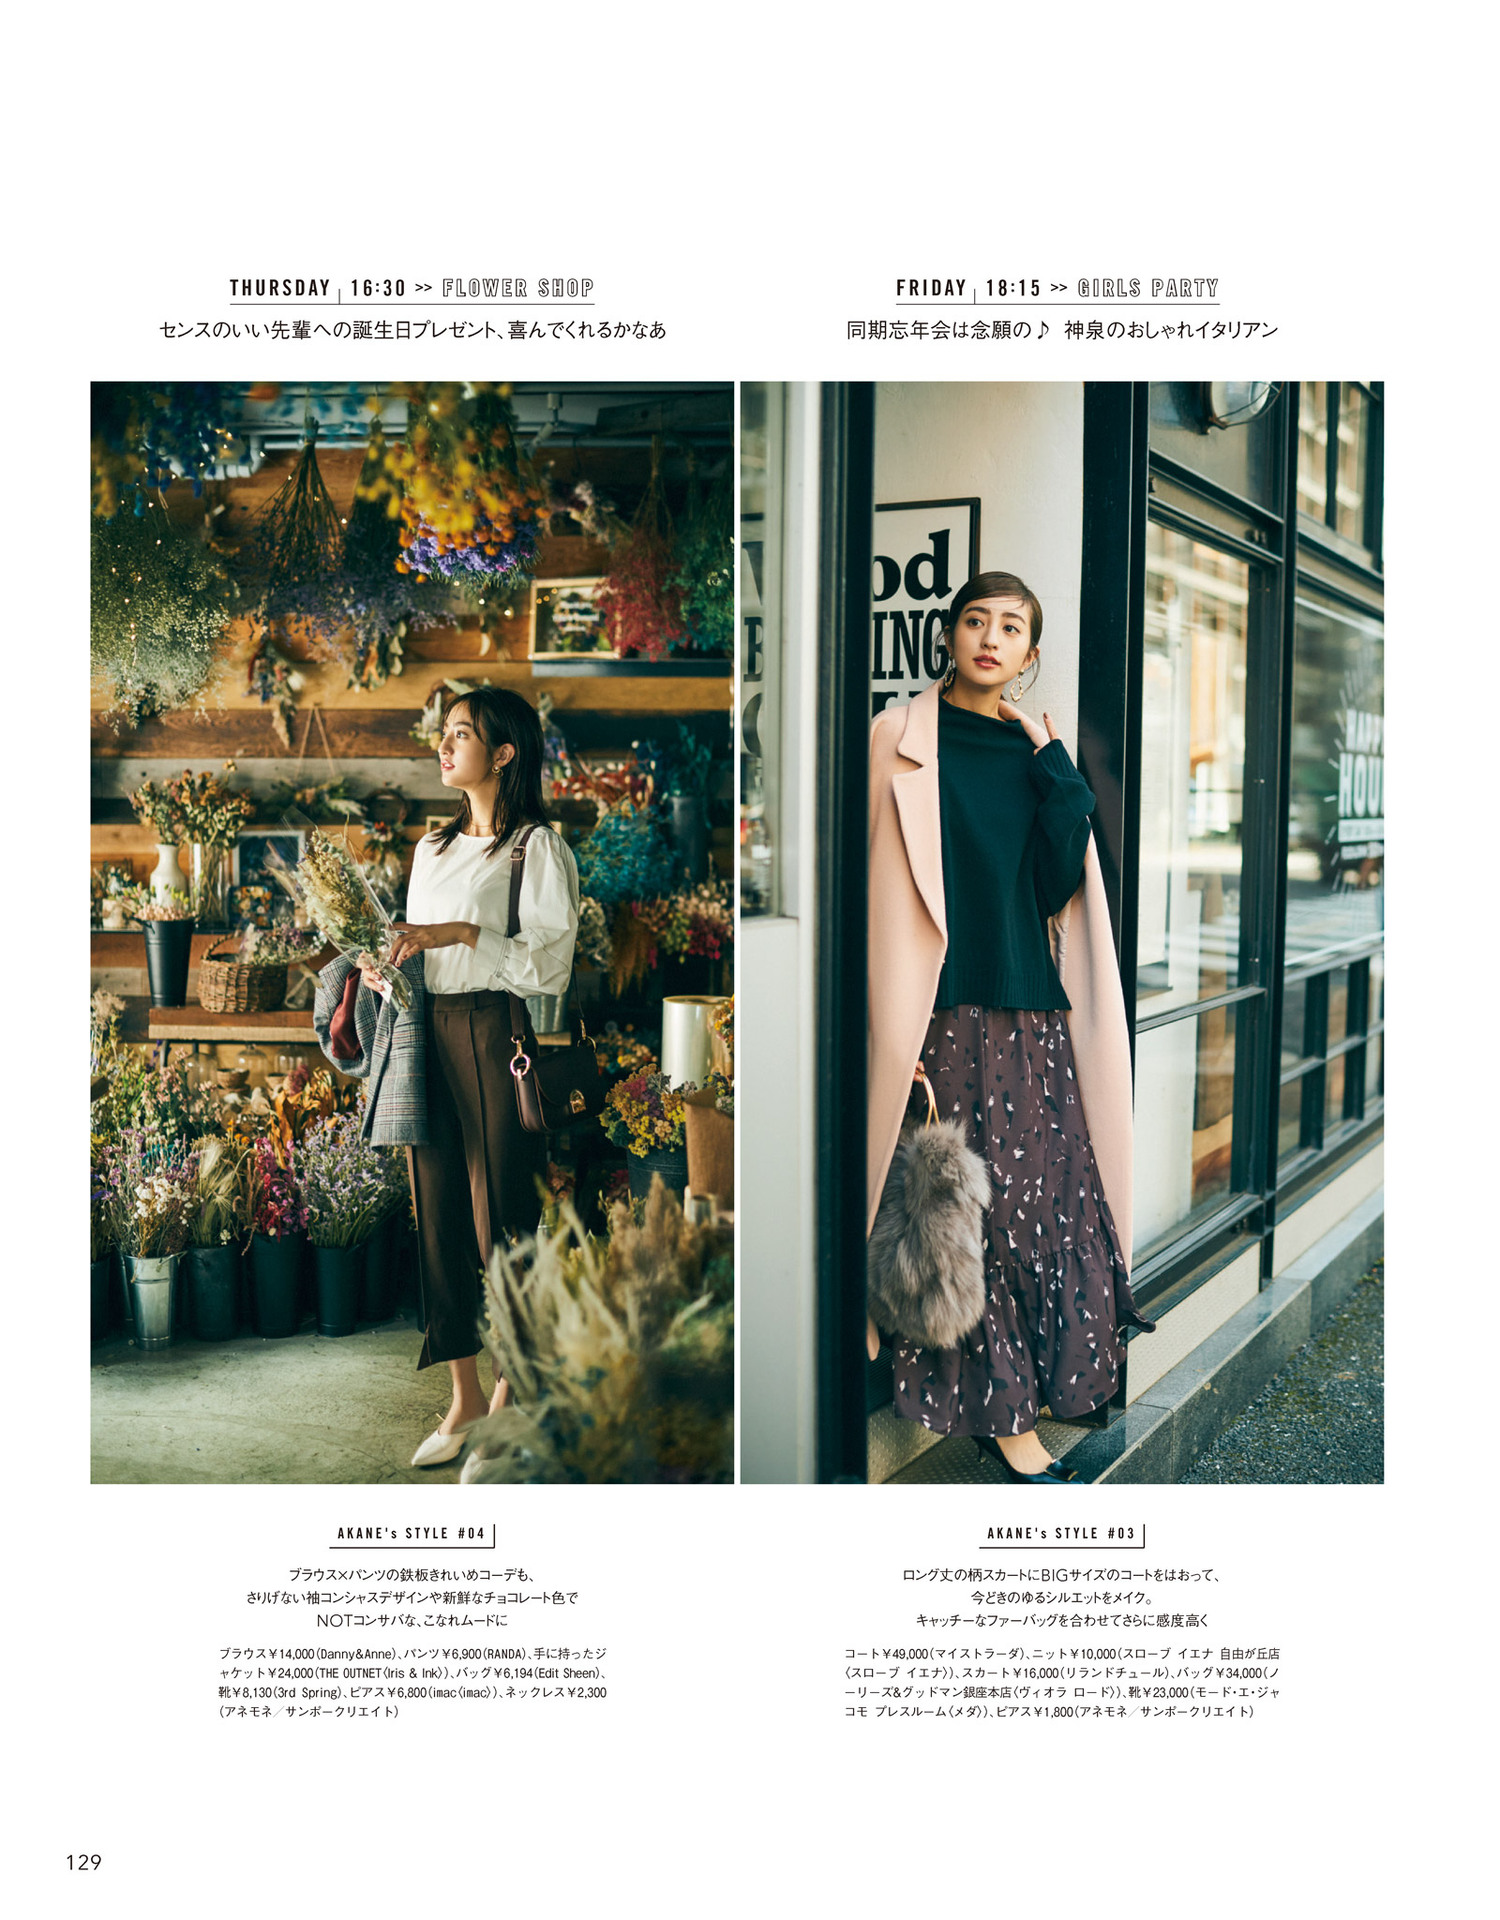 THURSDAY 16:30 >> FLOWER SHOP
センスのいい先輩への誕生日プレゼント、喜んでくれるかなあ
FRIDAY 18:15 >> GIRLS PARTY
同期忘年会は念願の♪ 神泉のおしゃれイタリアン
od
ING
HAPPY
HOU
AKANE's STYLE #04
ブラウス×パンツの鉄板きれいめコーデも、
さりげない袖コンシャスデザインや新鮮なチョコレート色で
NOTコンサバな、こなれムードに
ブラウス¥14,000(Danny&Anne)、パンツ¥6,900(RANDA)、手に持ったジ
ャケット¥24,000(THE OUTNET〈Iris & Ink〉)、バッグ¥6,194(Edit Sheen)、
靴¥8,130(3rd Spring)、ピアス¥6,800(imac〈imac〉)、ネックレス¥2,300
(アネモネ／サンポークリエイト)
AKANE's STYLE #03
ロング丈の柄スカートにBIGサイズのコートをはおって、
今どきのゆるシルエットをメイク。
キャッチーなファーバッグを合わせてさらに感度高く
コート¥49,000(マイストラーダ)、ニット¥10,000(スローブ イエナ 自由が丘店
〈スローブ イエナ〉)、スカート¥16,000(リランドチュール)、バッグ¥34,000(ノ
ーリーズ&グッドマン銀座本店〈ヴィオラ ロード〉)、靴¥23,000(モード・エ・ジャ
コモ プレスルーム〈メダ〉)、ピアス¥1,800(アネモネ／サンポークリエイト)
129